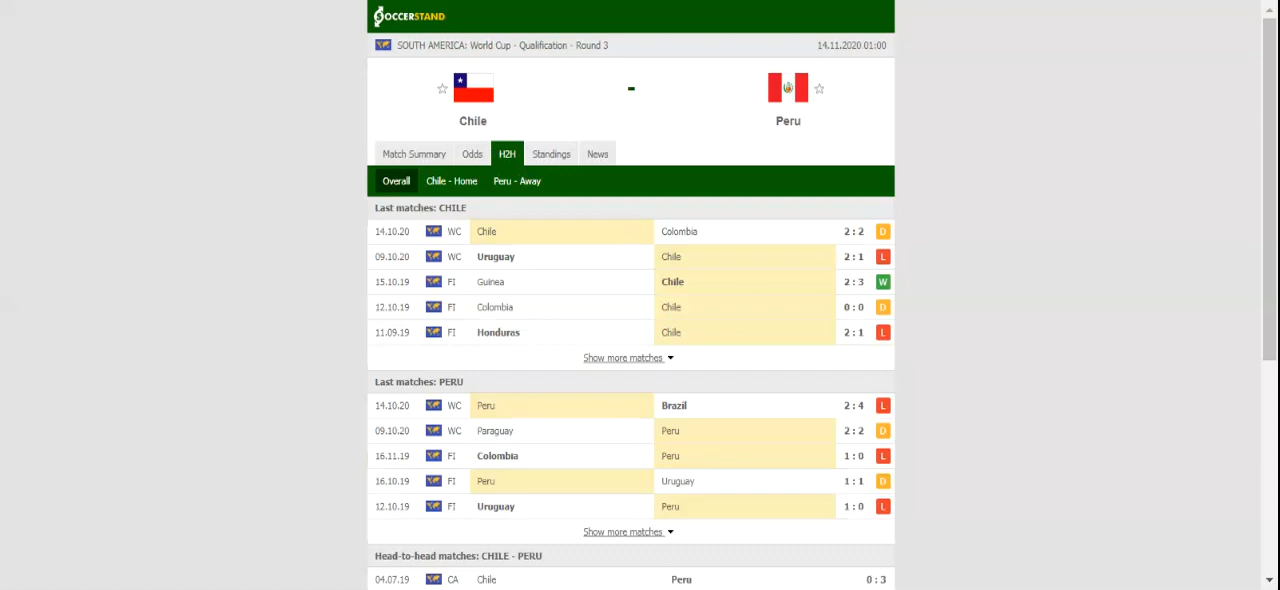 SOCCERSTAND
SOUTH AMERICA: World Cup - Qualification - Round 3 14.11.2020 01:00
-
Chile Peru
Match Summary Odds H2H Standings News
Overall Chile - Home Peru - Away
Last matches: CHILE
14.10.20 WC Chile Colombia 2 : 2 D
09.10.20 WC Uruguay Chile 2 : 1 L
15.10.19 FI Guinea Chile 2 : 3 W
12.10.19 FI Colombia Chile 0 : 0 D
11.09.19 FI Honduras Chile 2 : 1 L
Show more matches
Last matches: PERU
14.10.20 WC Peru Brazil 2 : 4 L
09.10.20 WC Paraguay Peru 2 : 2 D
16.11.19 FI Colombia Peru 1 : 0 L
16.10.19 FI Peru Uruguay 1 : 1 D
12.10.19 FI Uruguay Peru 1 : 0 L
Show more matches
Head-to-head matches: CHILE - PERU
04.07.19 CA Chile Peru 0 : 3